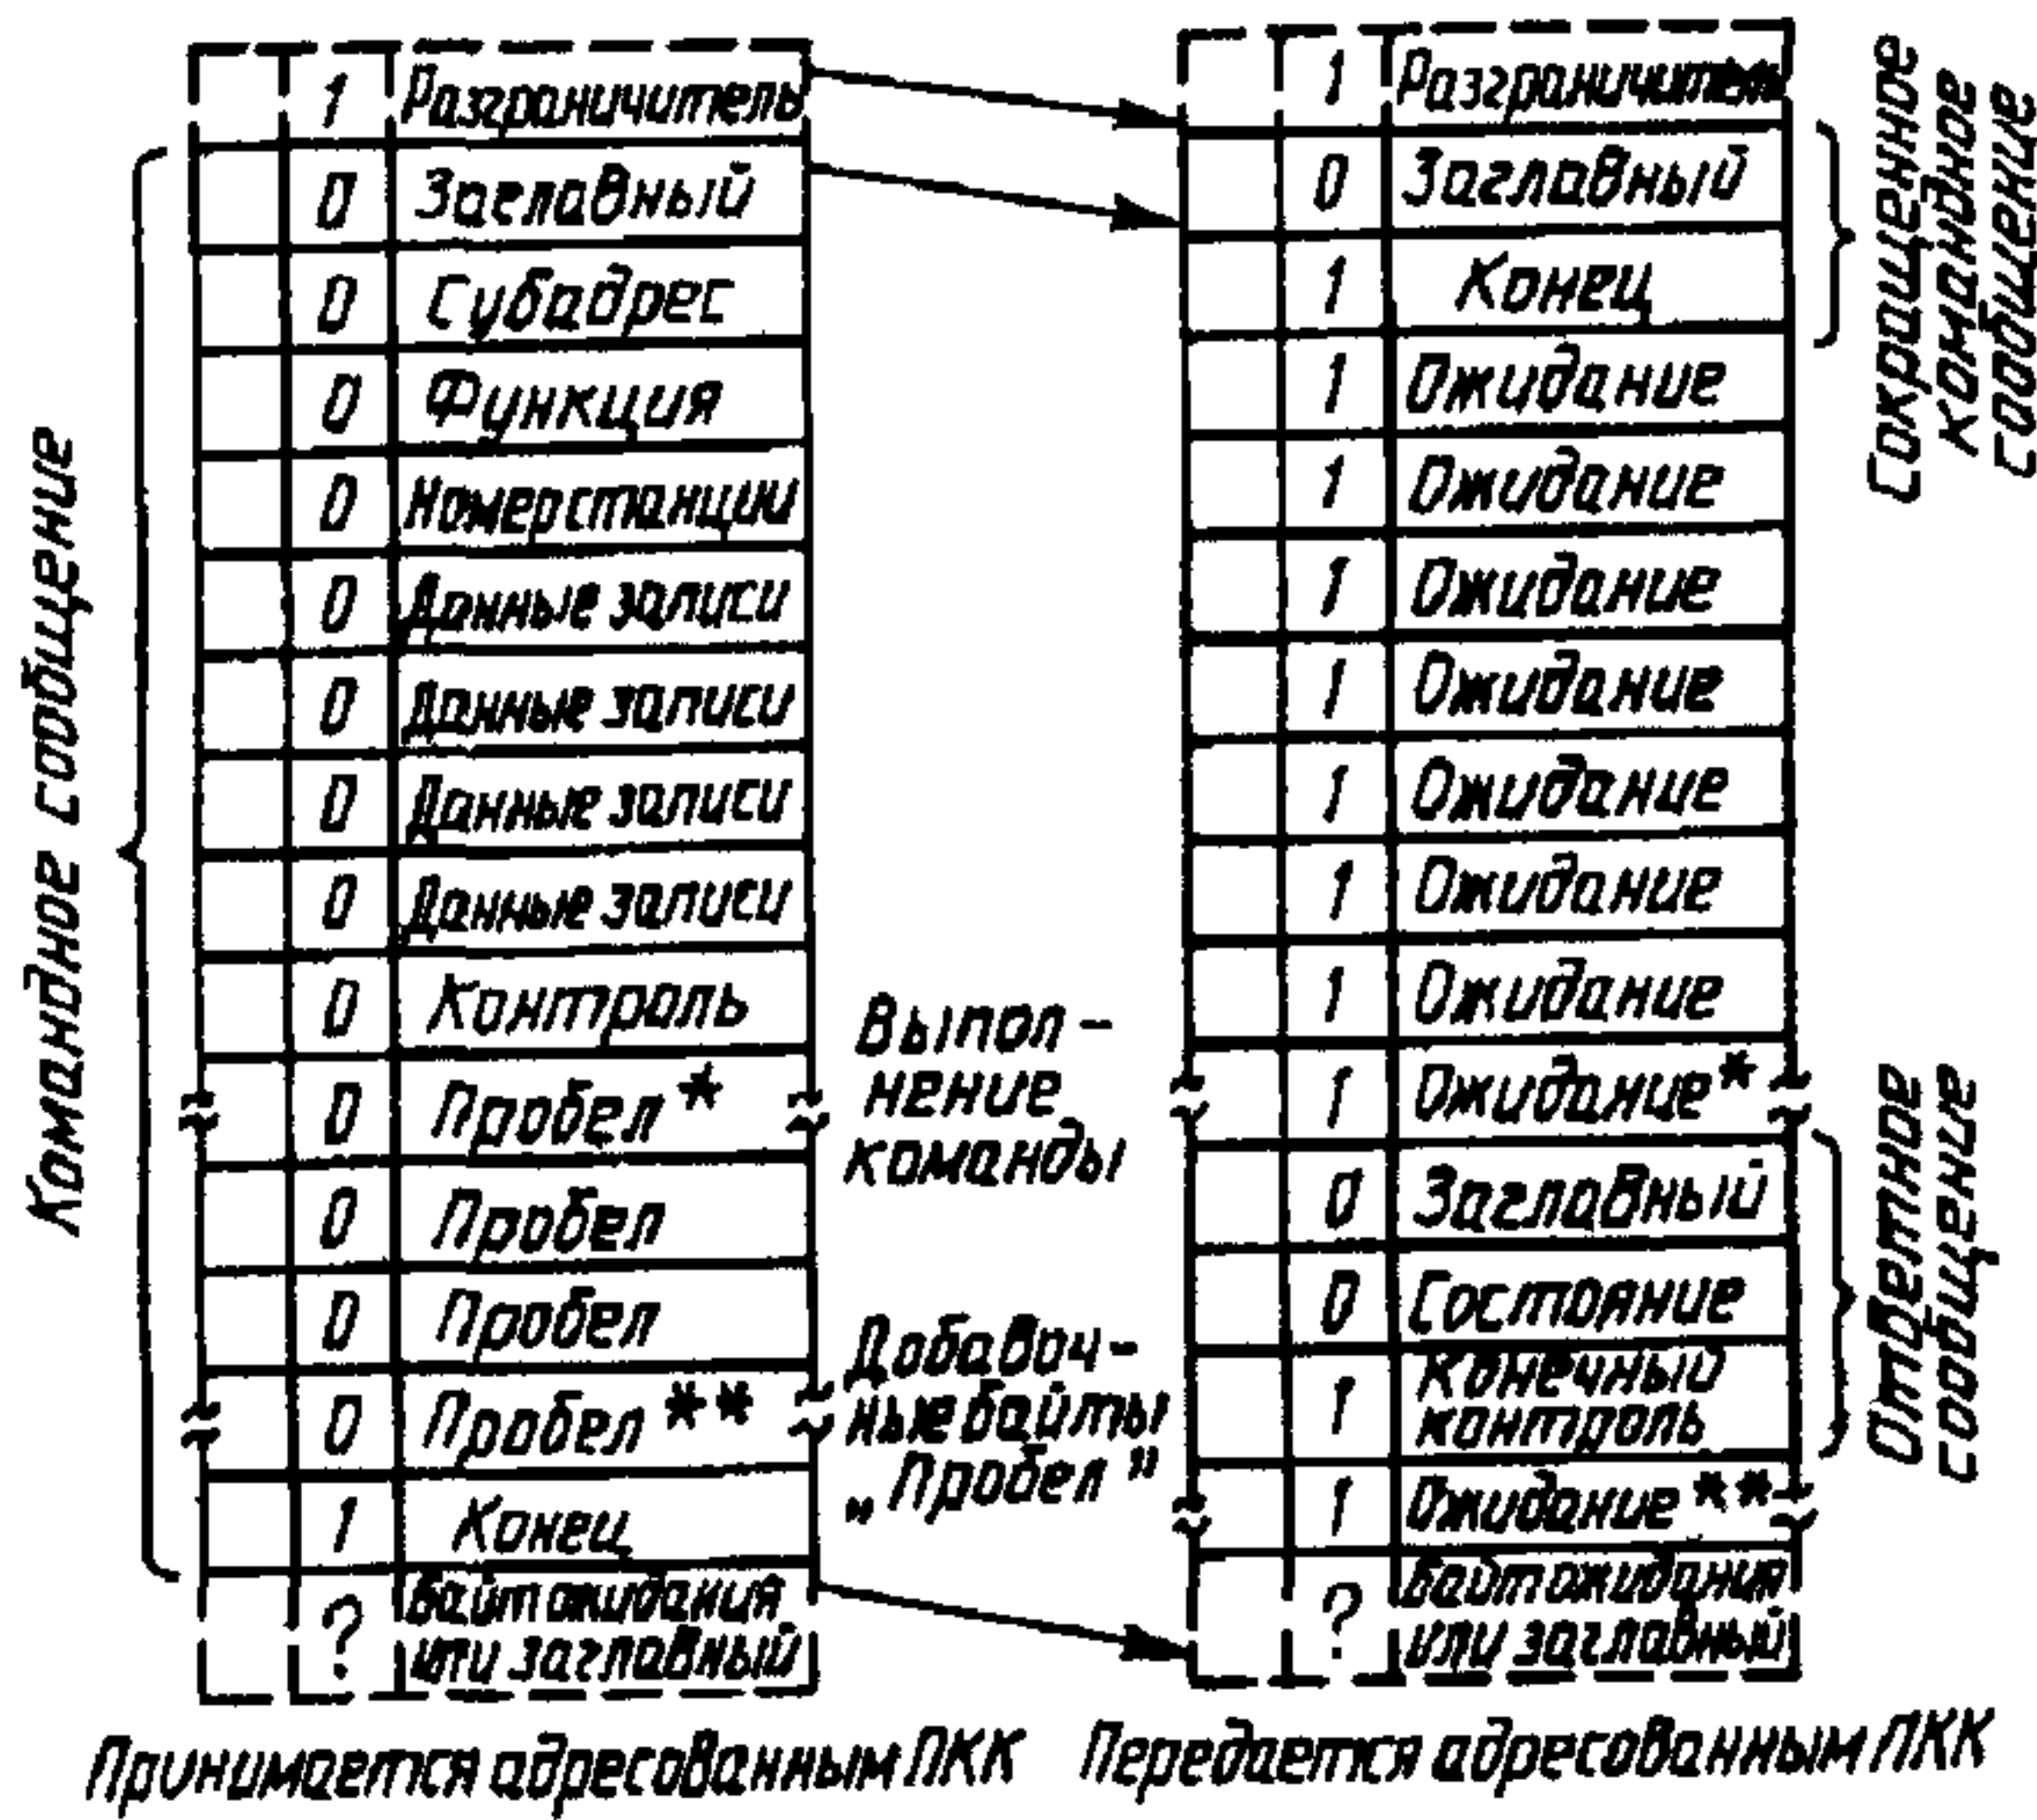 Командное сообщение
1 Разграничитель
0 Заглавный
0 Субадрес
0 Функция
0 Номер станции
0 Данные записи
0 Данные записи
0 Данные записи
0 Данные записи
0 Контроль
0 Пробел *
0 Пробел
0 Пробел
0 Пробел **
1 Конец
? Байт ожидания
или заглавный
Принимается адресованным ПКК
Выпол-
нение
команды
Добавоч-
ные байты
„Пробел"
1 Разграничитель
0 Заглавный
1 Конец
1 Ожидание
1 Ожидание
1 Ожидание
1 Ожидание
1 Ожидание
1 Ожидание
1 Ожидание
1 Ожидание *
0 Заглавный
0 Состояние
1 Конечный
контроль
1 Ожидание **
? Байт ожидания
или заглавный
Передается адресованным ПКК
Сокращенное
командное
сообщение
Ответное
сообщение